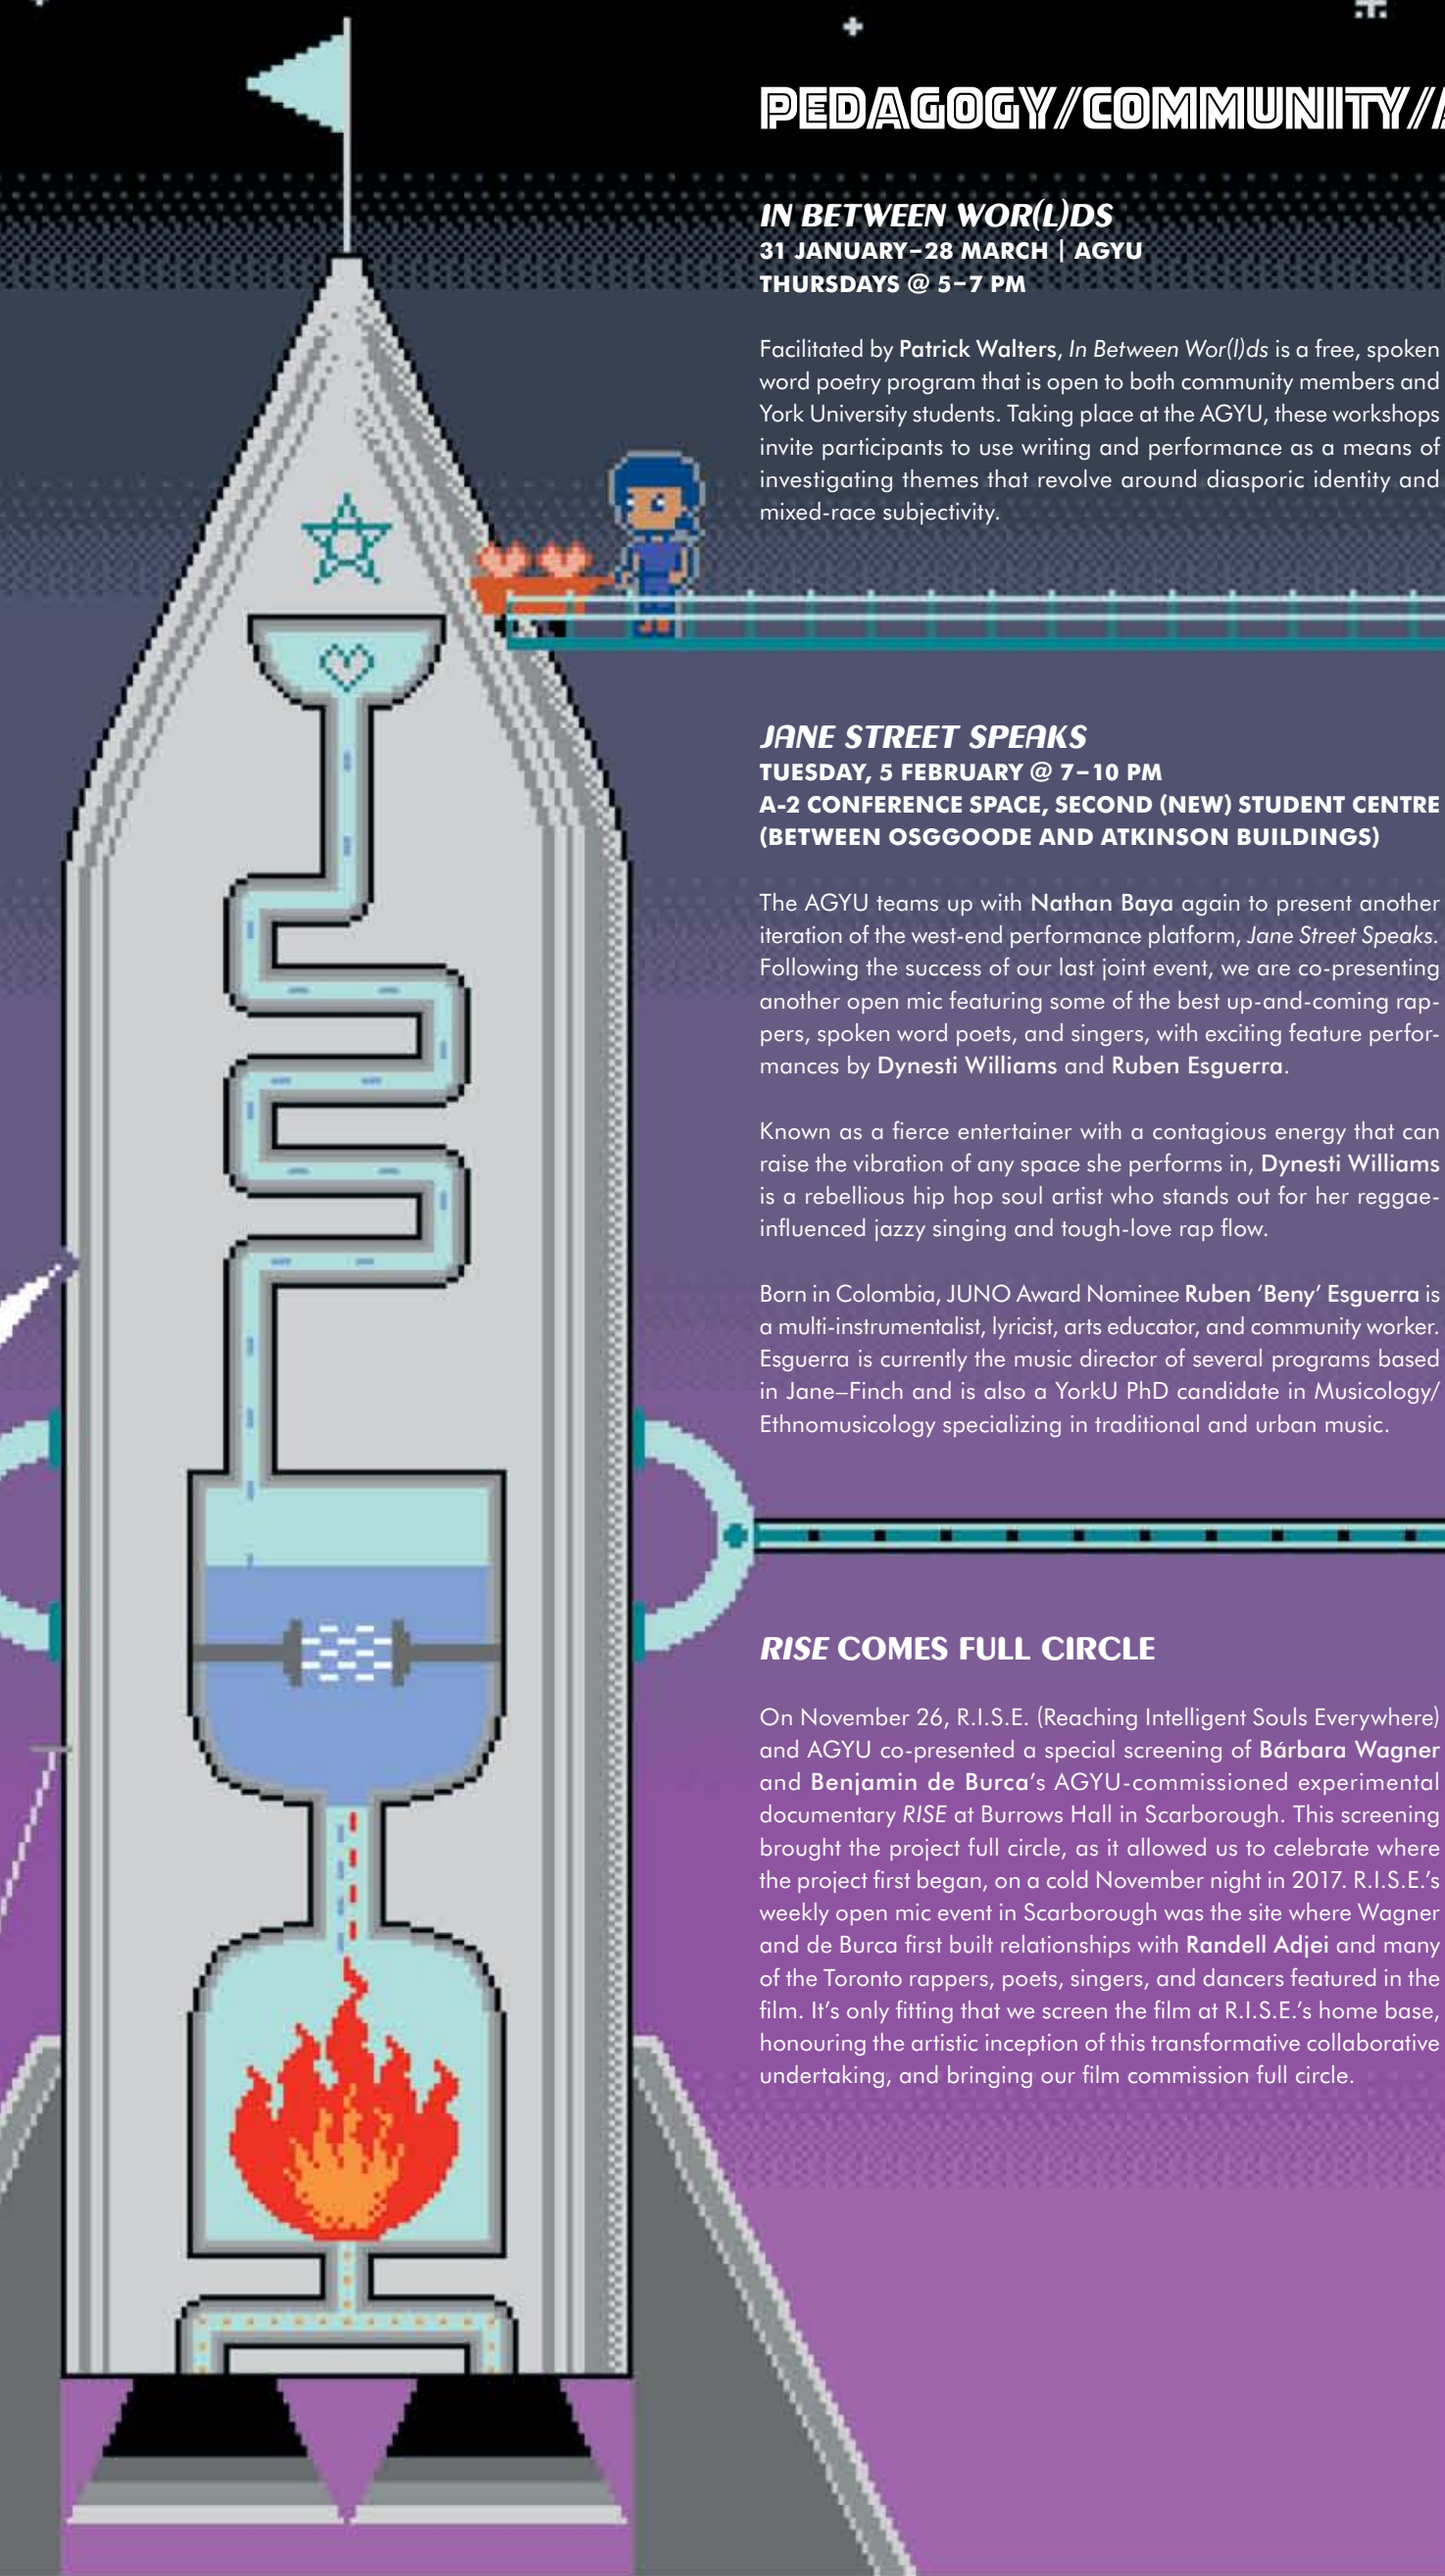 PEDAGOGY/COMMUNITY/
IN BETWEEN WOR(L)DS
31 JANUARY–28 MARCH | AGYU
THURSDAYS @ 5–7 PM
Facilitated by Patrick Walters, In Between Wor(l)ds is a free, spoken
word poetry program that is open to both community members and
York University students. Taking place at the AGYU, these workshops
invite participants to use writing and performance as a means of
investigating themes that revolve around diasporic identity and
mixed-race subjectivity.
JANE STREET SPEAKS
TUESDAY, 5 FEBRUARY @ 7–10 PM
A-2 CONFERENCE SPACE, SECOND (NEW) STUDENT CENTRE
(BETWEEN OSGGOODE AND ATKINSON BUILDINGS)
The AGYU teams up with Nathan Baya again to present another
iteration of the west-end performance platform, Jane Street Speaks.
Following the success of our last joint event, we are co-presenting
another open mic featuring some of the best up-and-coming rap-
pers, spoken word poets, and singers, with exciting feature perfor-
mances by Dynesti Williams and Ruben Esguerra.
Known as a fierce entertainer with a contagious energy that can
raise the vibration of any space she performs in, Dynesti Williams
is a rebellious hip hop soul artist who stands out for her reggae-
influenced jazzy singing and tough-love rap flow.
Born in Colombia, JUNO Award Nominee Ruben ‘Beny’ Esguerra is
a multi-instrumentalist, lyricist, arts educator, and community worker.
Esguerra is currently the music director of several programs based
in Jane–Finch and is also a YorkU PhD candidate in Musicology/
Ethnomusicology specializing in traditional and urban music.
RISE COMES FULL CIRCLE
On November 26, R.I.S.E. (Reaching Intelligent Souls Everywhere)
and AGYU co-presented a special screening of Bárbara Wagner
and Benjamin de Burca’s AGYU-commissioned experimental
documentary RISE at Burrows Hall in Scarborough. This screening
brought the project full circle, as it allowed us to celebrate where
the project first began, on a cold November night in 2017. R.I.S.E.’s
weekly open mic event in Scarborough was the site where Wagner
and de Burca first built relationships with Randell Adjei and many
of the Toronto rappers, poets, singers, and dancers featured in the
film. It’s only fitting that we screen the film at R.I.S.E.’s home base,
honouring the artistic inception of this transformative collaborative
undertaking, and bringing our film commission full circle.